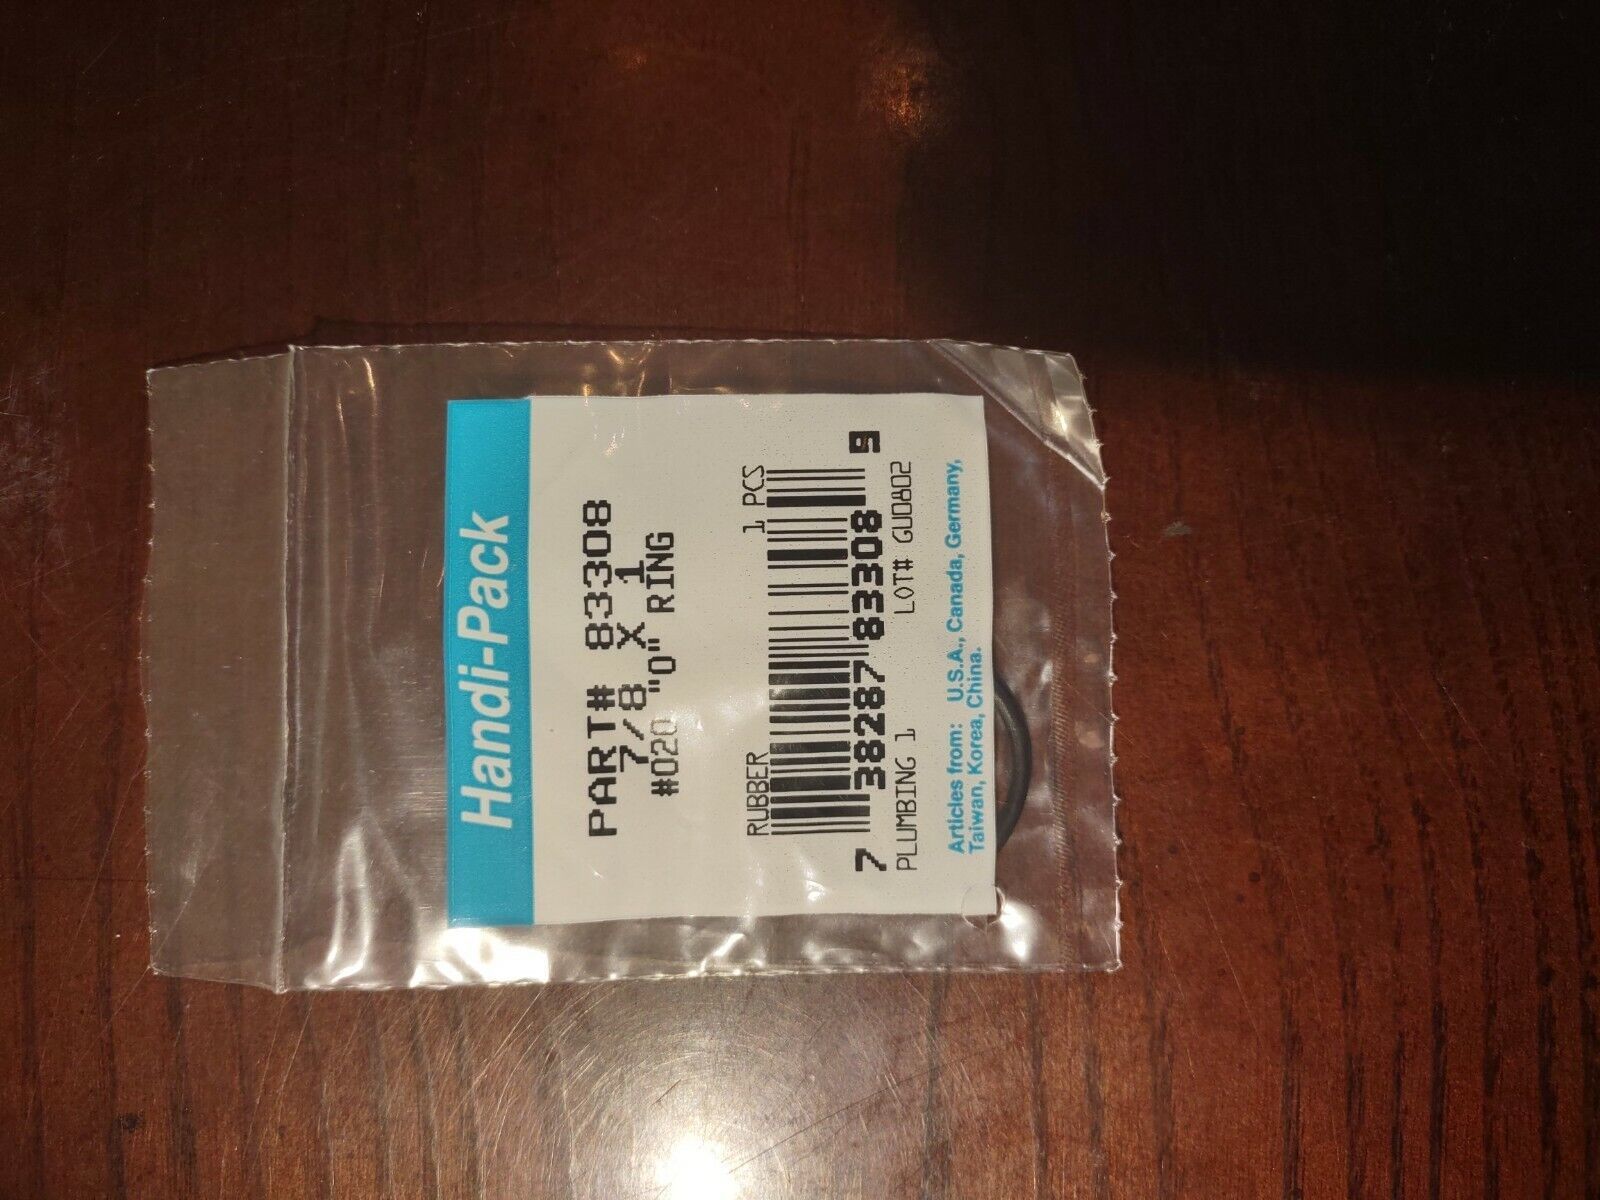 Handi-Pack
PART# 83308
7/8 X 1
#020 "O" RING
RUBBER 1 PCS
7 38287 83308 9
PLUMBING 1 LOT# GU0802
Articles from: U.S.A., Canada, Germany,
Taiwan, Korea, China.